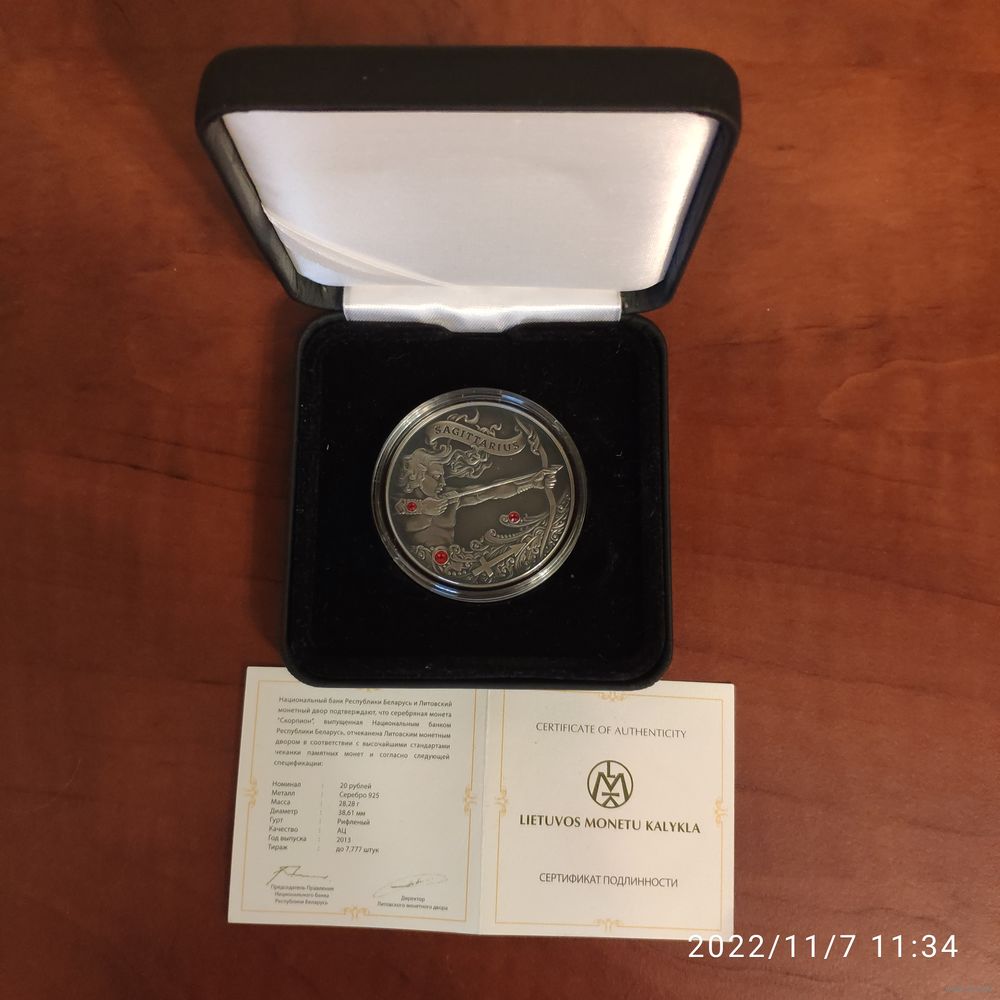 SAGITTARIUS
Национальный банк Республики Беларусь и Литовский
монетный двор подтверждают, что серебряная монета
"Скорпион", выпущенная Национальным банком
Республики Беларусь, отчеканена Литовским монетным
двором в соответствии с высочайшими стандартами
чеканки памятных монет и согласно следующей
спецификации:
Номинал : 20 рублей
Металл : Серебро 925
Масса : 28,28 г
Диаметр : 38,61 мм
Гурт : Рифленый
Качество : АЦ
Год выпуска : 2013
Тираж : до 7,777 штук
Председатель Правления
Национального банка
Республики Беларусь
Директор
Литовского монетного двора
CERTIFICATE OF AUTHENTICITY
LIETUVOS MONETU KALYKLA
СЕРТИФИКАТ ПОДЛИННОСТИ
2022/11/7 11:34